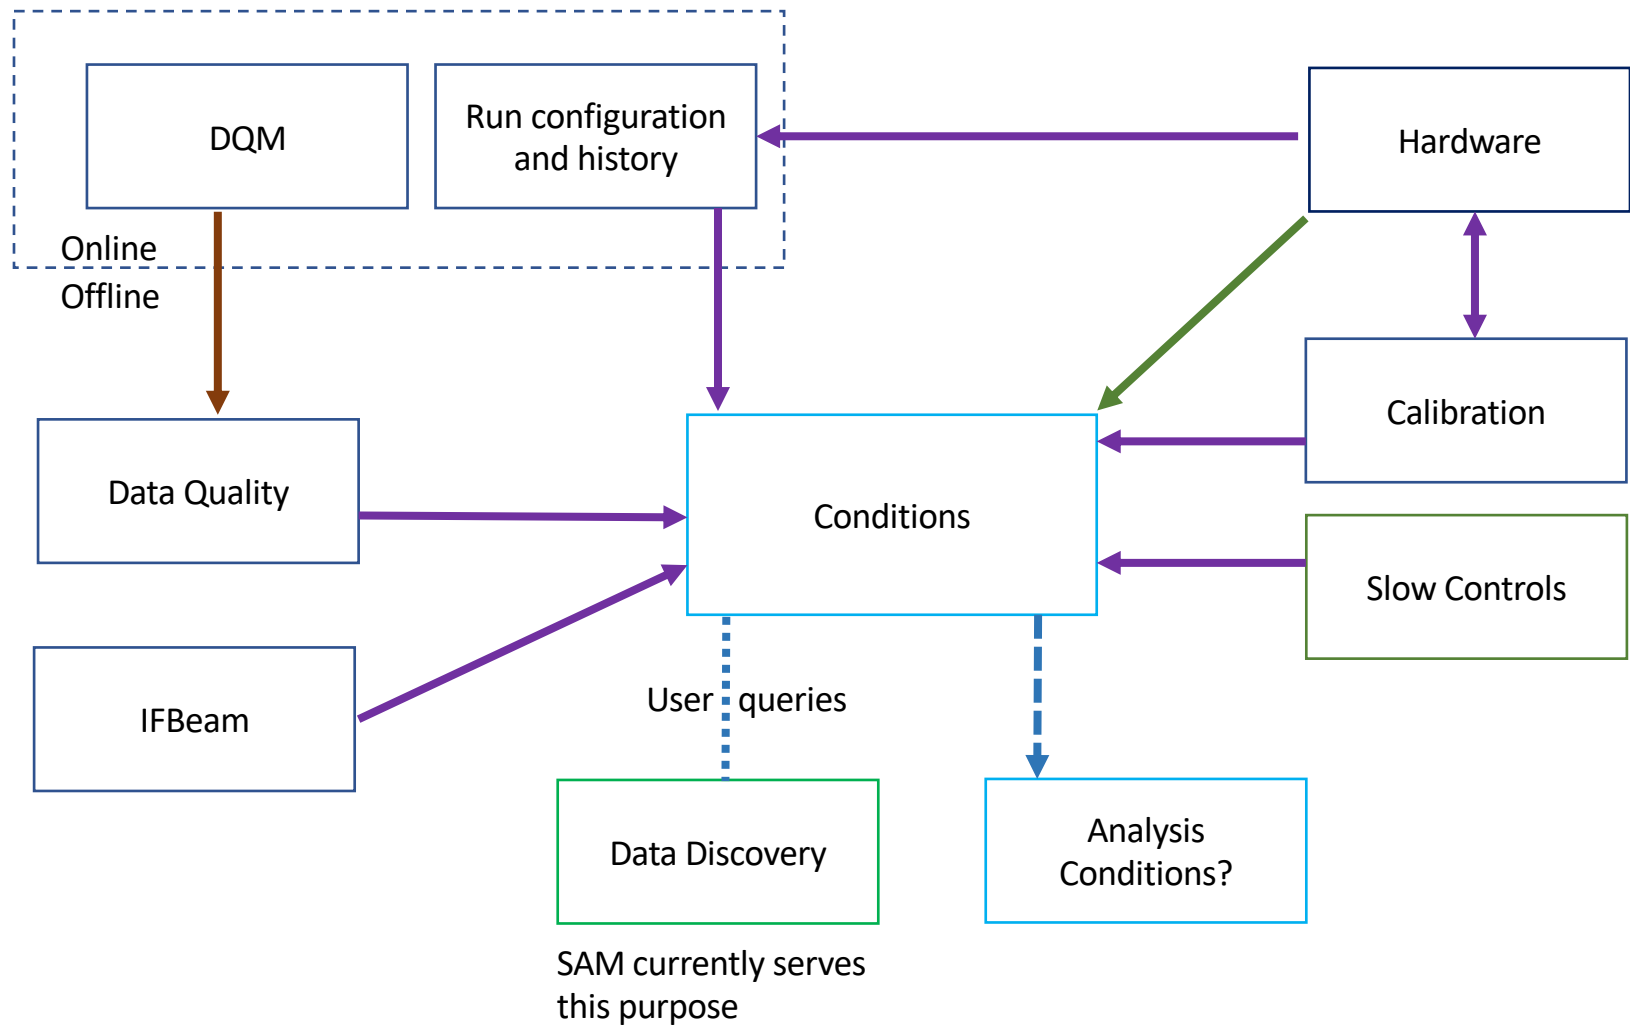 DQM
Run configuration
and history
Hardware
Online
Offline
Calibration
Data Quality
Conditions
Slow Controls
IFBeam
User queries
Data Discovery
Analysis
Conditions?
SAM currently serves
this purpose